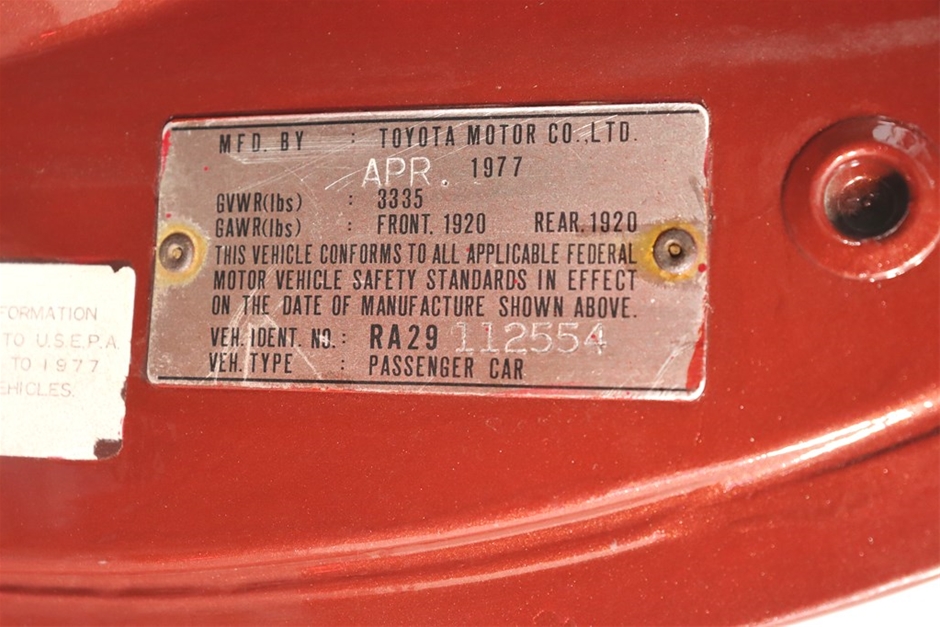 MFD. BY : TOYOTA MOTOR CO.,LTD.
APR. 1977
GVWR(lbs) : 3335
GAWR(lbs) : FRONT. 1920 REAR. 1920
THIS VEHICLE CONFORMS TO ALL APPLICABLE FEDERAL
MOTOR VEHICLE SAFETY STANDARDS IN EFFECT
ON THE DATE OF MANUFACTURE SHOWN ABOVE.
VEH. IDENT. NO. : RA29 112554
VEH. TYPE : PASSENGER CAR
FORMATION
TO U.S.E.P.A.
TO 1977
EHICLES.